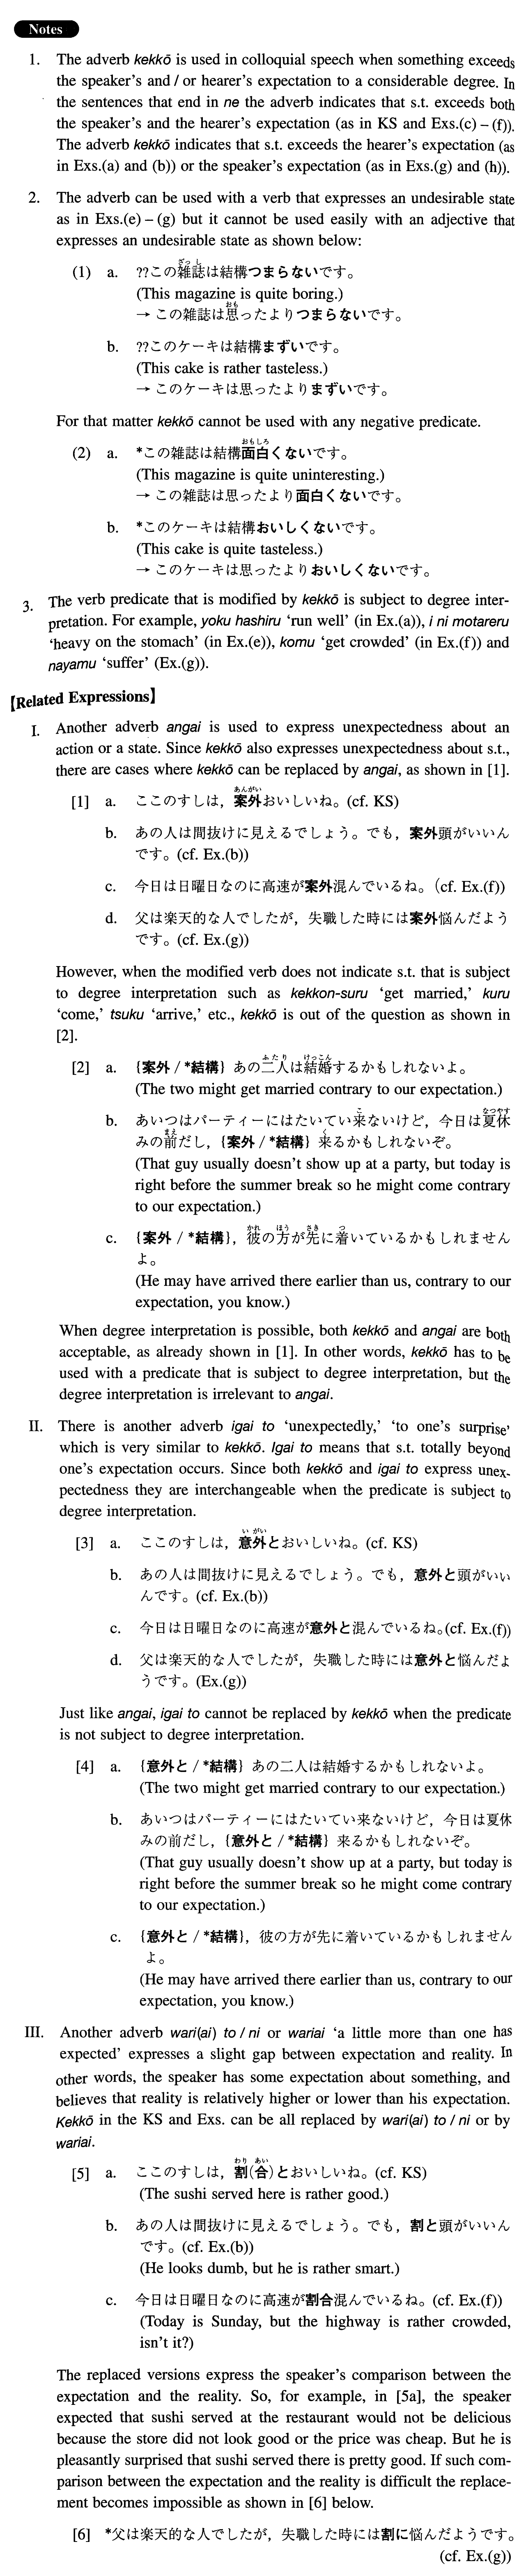 Notes
1. The adverb kekkō is used in colloquial speech when something exceeds
the speaker's and / or hearer's expectation to a considerable degree. In
the sentences that end in ne the adverb indicates that s.t. exceeds both
the speaker's and the hearer's expectation (as in KS and Exs.(c) – (f)).
The adverb kekkō indicates that s.t. exceeds the hearer's expectation (as
in Exs.(a) and (b)) or the speaker's expectation (as in Exs.(g) and (h)).
2. The adverb can be used with a verb that expresses an undesirable state
as in Exs.(e) – (g) but it cannot be used easily with an adjective that
expresses an undesirable state as shown below:
ざっし
(1) a. ??この雑誌は結構つまらないです。
(This magazine is quite boring.)
おも
→ この雑誌は思ったよりつまらないです。
b. ??このケーキは結構まずいです。
(This cake is rather tasteless.)
→ このケーキは思ったよりまずいです。
For that matter kekkō cannot be used with any negative predicate.
おもしろ
(2) a. *この雑誌は結構面白くないです。
(This magazine is quite uninteresting.)
→ この雑誌は思ったより面白くないです。
b. *このケーキは結構おいしくないです。
(This cake is quite tasteless.)
→ このケーキは思ったよりおいしくないです。
3. The verb predicate that is modified by kekkō is subject to degree inter-
pretation. For example, yoku hashiru 'run well' (in Ex.(a)), i ni motareru
'heavy on the stomach' (in Ex.(e)), komu 'get crowded' (in Ex.(f)) and
nayamu 'suffer' (Ex.(g)).
【Related Expressions】
I. Another adverb angai is used to express unexpectedness about an
action or a state. Since kekkō also expresses unexpectedness about s.t.,
there are cases where kekkō can be replaced by angai, as shown in [1].
あんがい
[1] a. ここのすしは，案外おいしいね。(cf. KS)
b. あの人は間抜けに見えるでしょう。でも，案外頭がいいん
です。(cf. Ex.(b))
c. 今日は日曜日なのに高速が案外混んでいるね。(cf. Ex.(f))
d. 父は楽天的な人でしたが，失職した時には案外悩んだよう
です。(cf. Ex.(g))
However, when the modified verb does not indicate s.t. that is subject
to degree interpretation such as kekkon-suru 'get married,' kuru
'come,' tsuku 'arrive,' etc., kekkō is out of the question as shown in
[2].
ふたり けっこん
[2] a. {案外 / *結構} あの二人は結婚するかもしれないよ。
(The two might get married contrary to our expectation.)
こ なつやす
b. あいつはパーティーにはたいてい来ないけど，今日は夏休
まえ く
みの前だし，{案外 / *結構} 来るかもしれないぞ。
(That guy usually doesn't show up at a party, but today is
right before the summer break so he might come contrary
to our expectation.)
かれ ほう さき つ
c. {案外 / *結構}，彼の方が先に着いているかもしれません
よ。
(He may have arrived there earlier than us, contrary to our
expectation, you know.)
When degree interpretation is possible, both kekkō and angai are both
acceptable, as already shown in [1]. In other words, kekkō has to be
used with a predicate that is subject to degree interpretation, but the
degree interpretation is irrelevant to angai.
II. There is another adverb igai to 'unexpectedly,' 'to one's surprise'
which is very similar to kekkō. Igai to means that s.t. totally beyond
one's expectation occurs. Since both kekkō and igai to express unex-
pectedness they are interchangeable when the predicate is subject to
degree interpretation.
い がい
[3] a. ここのすしは，意外とおいしいね。(cf. KS)
b. あの人は間抜けに見えるでしょう。でも，意外と頭がいい
んです。(cf. Ex.(b))
c. 今日は日曜日なのに高速が意外と混んでいるね。(cf. Ex.(f))
d. 父は楽天的な人でしたが，失職した時には意外と悩んだよ
うです。(Ex.(g))
Just like angai, igai to cannot be replaced by kekkō when the predicate
is not subject to degree interpretation.
[4] a. {意外と / *結構} あの二人は結婚するかもしれないよ。
(The two might get married contrary to our expectation.)
b. あいつはパーティーにはたいてい来ないけど，今日は夏休
みの前だし，{意外と / *結構} 来るかもしれないぞ。
(That guy usually doesn't show up at a party, but today is
right before the summer break so he might come contrary
to our expectation.)
c. {意外と / *結構}，彼の方が先に着いているかもしれません
よ。
(He may have arrived there earlier than us, contrary to our
expectation, you know.)
III. Another adverb wari(ai) to / ni or wariai 'a little more than one has
expected' expresses a slight gap between expectation and reality. In
other words, the speaker has some expectation about something, and
believes that reality is relatively higher or lower than his expectation.
Kekkō in the KS and Exs. can be all replaced by wari(ai) to / ni or by
wariai.
わり あい
[5] a. ここのすしは，割(合)とおいしいね。(cf. KS)
(The sushi served here is rather good.)
b. あの人は間抜けに見えるでしょう。でも，割と頭がいいん
です。(cf. Ex.(b))
(He looks dumb, but he is rather smart.)
c. 今日は日曜日なのに高速が割合混んでいるね。(cf. Ex.(f))
(Today is Sunday, but the highway is rather crowded,
isn't it?)
The replaced versions express the speaker's comparison between the
expectation and the reality. So, for example, in [5a], the speaker
expected that sushi served at the restaurant would not be delicious
because the store did not look good or the price was cheap. But he is
pleasantly surprised that sushi served there is pretty good. If such com-
parison between the expectation and the reality is difficult the replace-
ment becomes impossible as shown in [6] below.
[6] *父は楽天的な人でしたが，失職した時には割に悩んだようです。
(cf. Ex.(g))